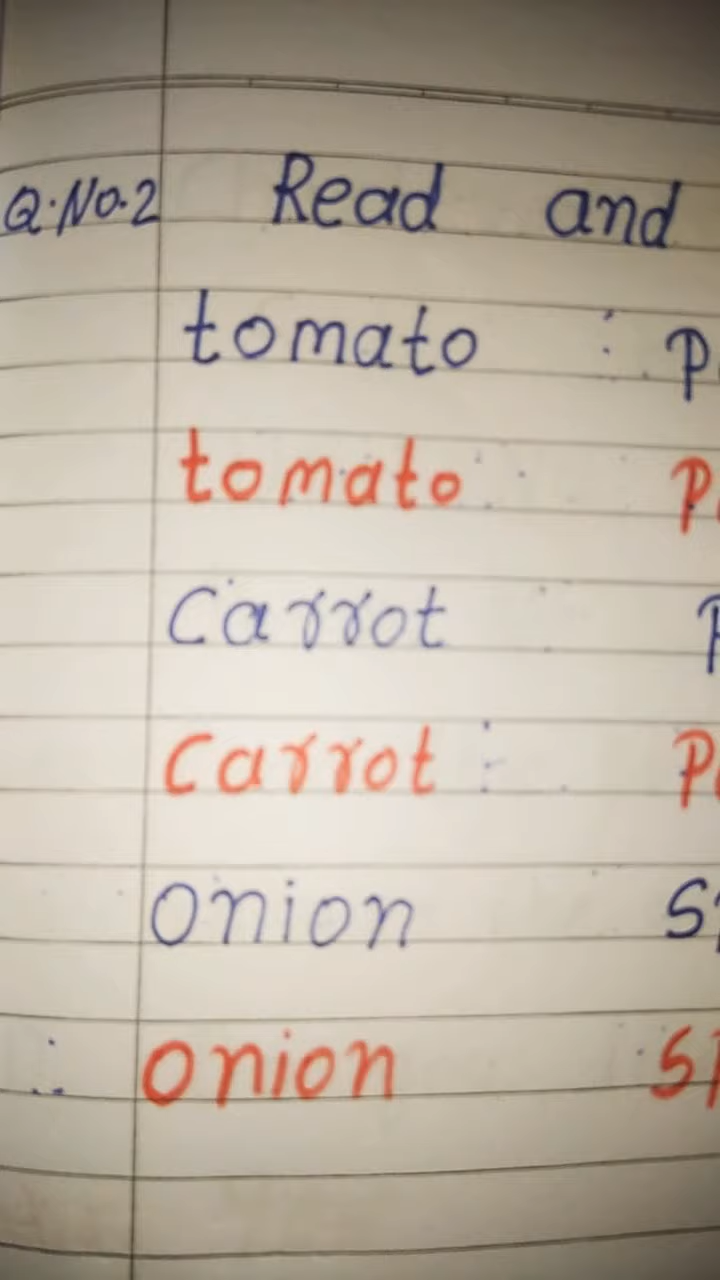 Q.No.2 Read and
tomato : P
tomato P
Carrot P
Carrot : P
onion S
onion S